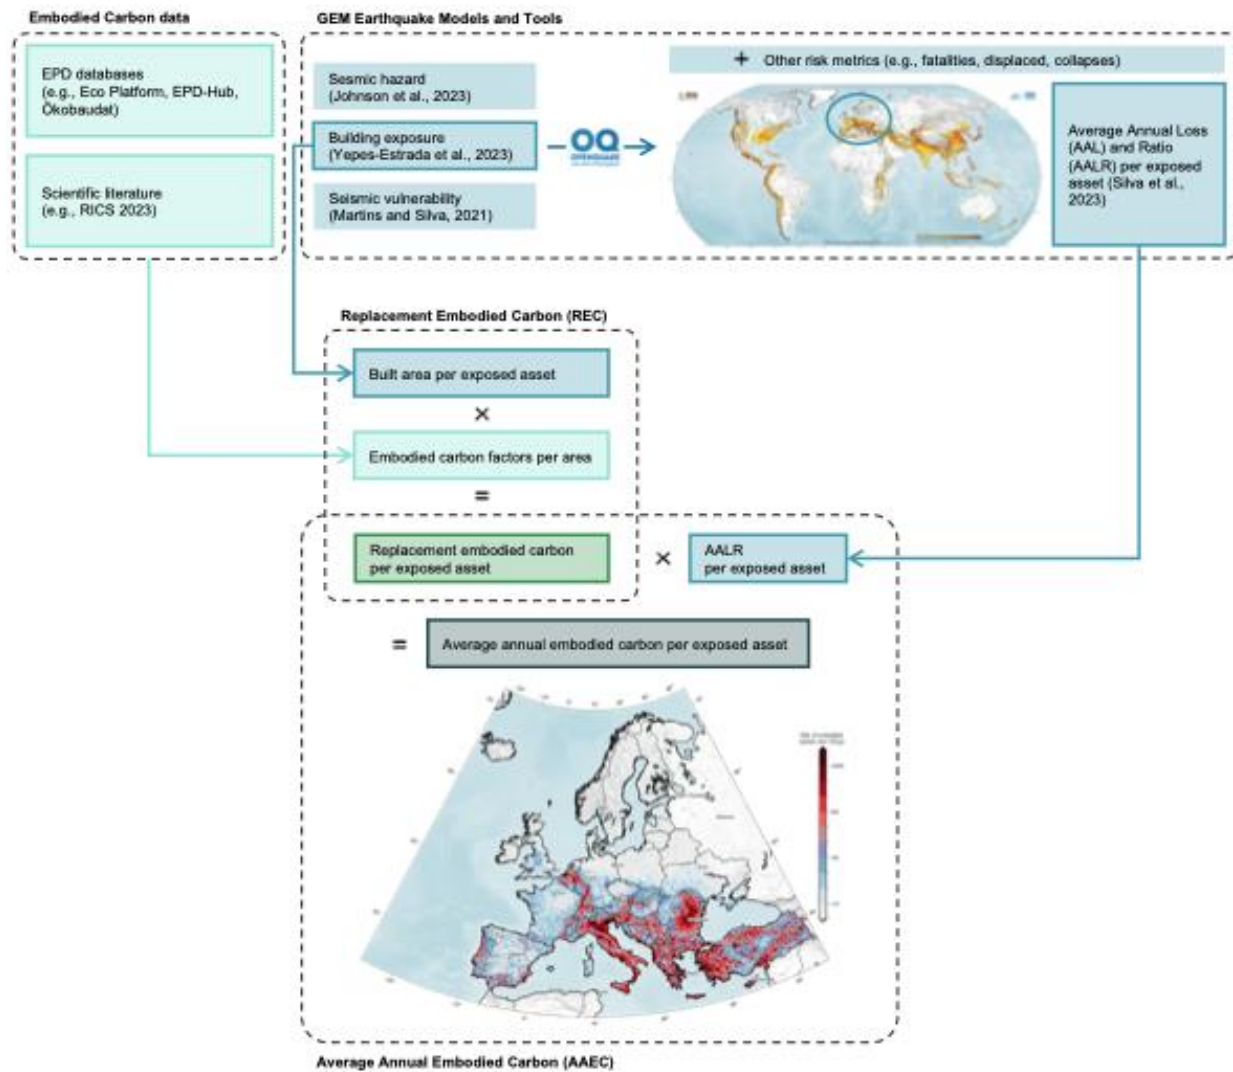 Embodied Carbon data
EPD databases
(e.g., Eco Platform, EPD-Hub,
Ökobaudat)
Scientific literature
(e.g., RICS 2023)
GEM Earthquake Models and Tools
Sesmic hazard
(Johnson et al., 2023)
Building exposure
(Yepes-Estrada et al., 2023)
Seismic vulnerability
(Martins and Silva, 2021)
OQ
OPENQUAKE
+ Other risk metrics (e.g., fatalities, displaced, collapses)
Average Annual Loss
(AAL) and Ratio
(AALR) per exposed
asset (Silva et al.,
2023)
Replacement Embodied Carbon (REC)
Built area per exposed asset
×
Embodied carbon factors per area
=
Replacement embodied carbon
per exposed asset
×
AALR
per exposed asset
= Average annual embodied carbon per exposed asset
Average Annual Embodied Carbon (AAEC)